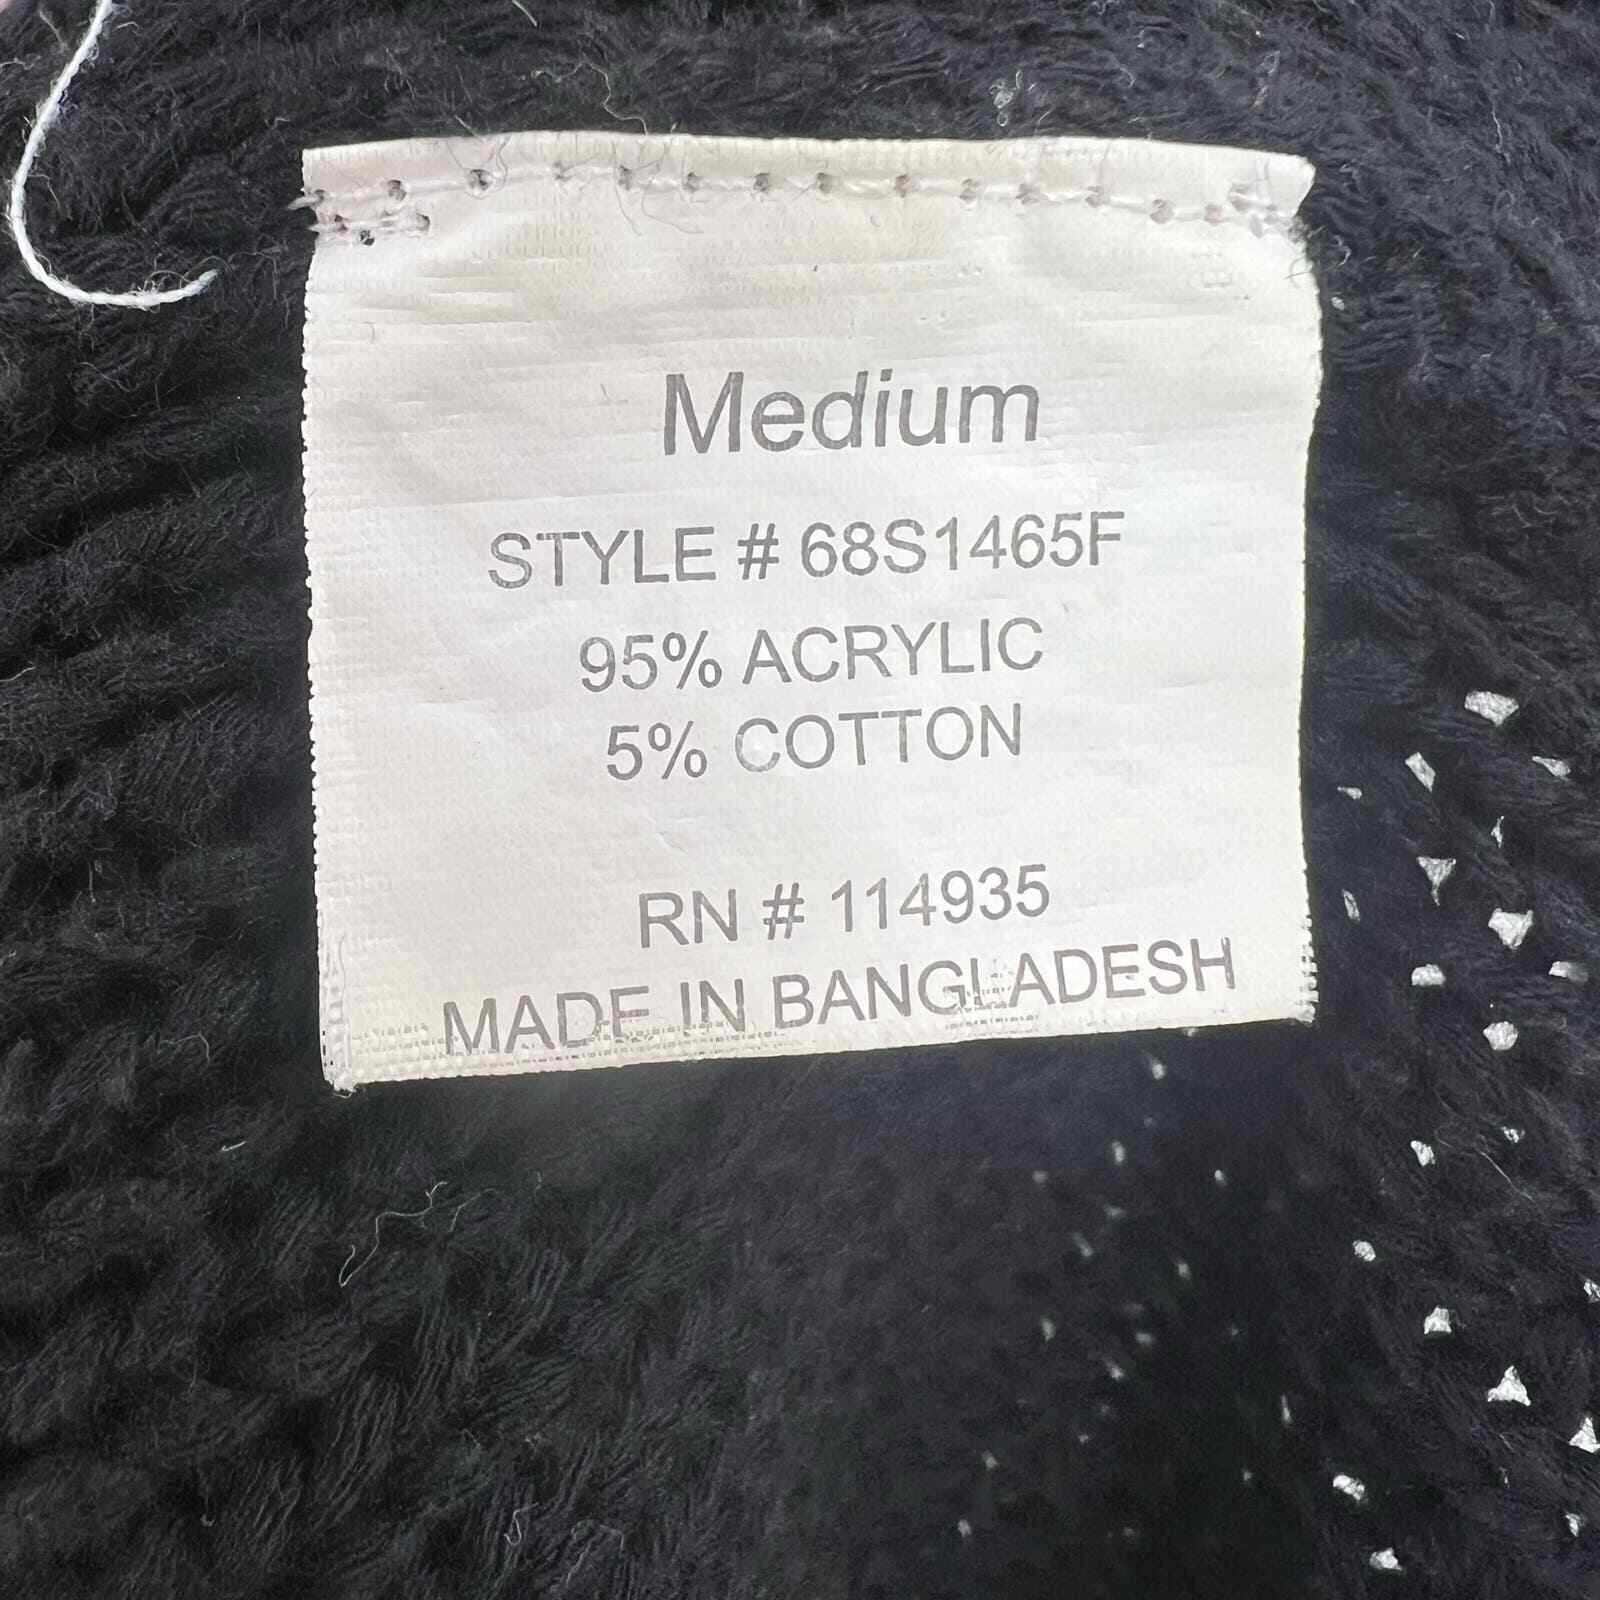 Medium
STYLE # 68S1465F
95% ACRYLIC
5% COTTON
RN # 114935
MADE IN BANGLADESH